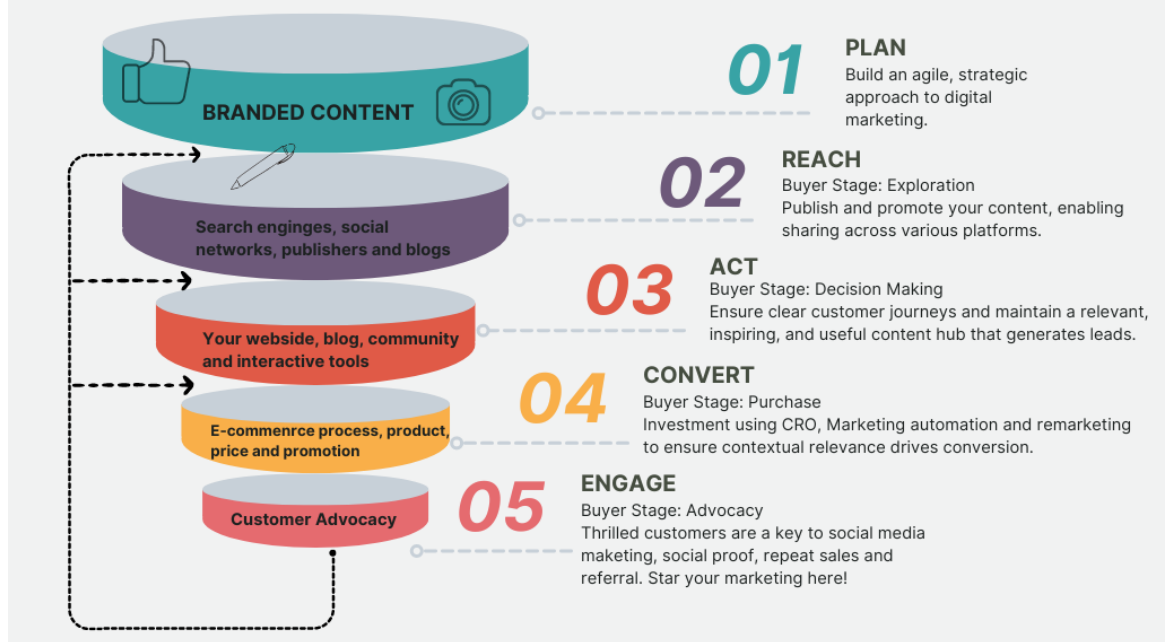 BRANDED CONTENT
01
PLAN
Build an agile, strategic
approach to digital
marketing.
Search enginges, social
networks, publishers and blogs
02
REACH
Buyer Stage: Exploration
Publish and promote your content, enabling
sharing across various platforms.
Your webside, blog, community
and interactive tools
03
ACT
Buyer Stage: Decision Making
Ensure clear customer journeys and maintain a relevant,
inspiring, and useful content hub that generates leads.
E-commenrce process, product,
price and promotion
04
CONVERT
Buyer Stage: Purchase
Investment using CRO, Marketing automation and remarketing
to ensure contextual relevance drives conversion.
Customer Advocacy
05
ENGAGE
Buyer Stage: Advocacy
Thrilled customers are a key to social media
maketing, social proof, repeat sales and
referral. Star your marketing here!